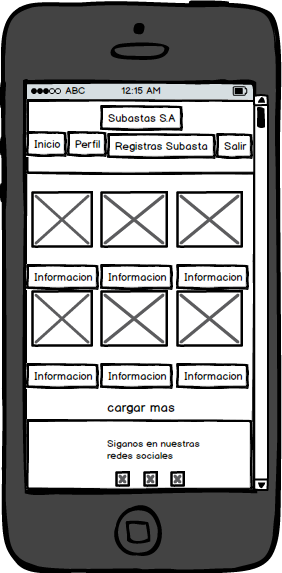 ABC 12:15 AM
Subastas S.A
Inicio Perfil Registras Subasta Salir
Informacion Informacion Informacion
Informacion Informacion Informacion
cargar mas
Siganos en nuestras
redes sociales